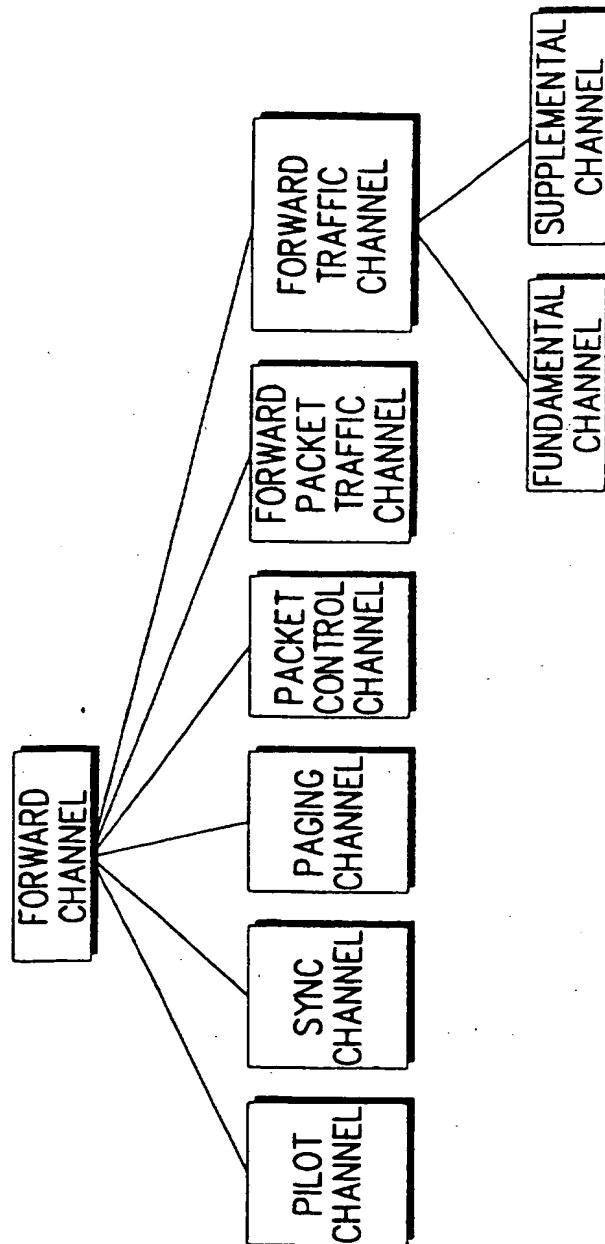 FORWARD
CHANNEL
PILOT
CHANNEL
SYNC
CHANNEL
PAGING
CHANNEL
PACKET
CONTROL
CHANNEL
FORWARD
PACKET
TRAFFIC
CHANNEL
FORWARD
TRAFFIC
CHANNEL
FUNDAMENTAL
CHANNEL
SUPPLEMENTAL
CHANNEL